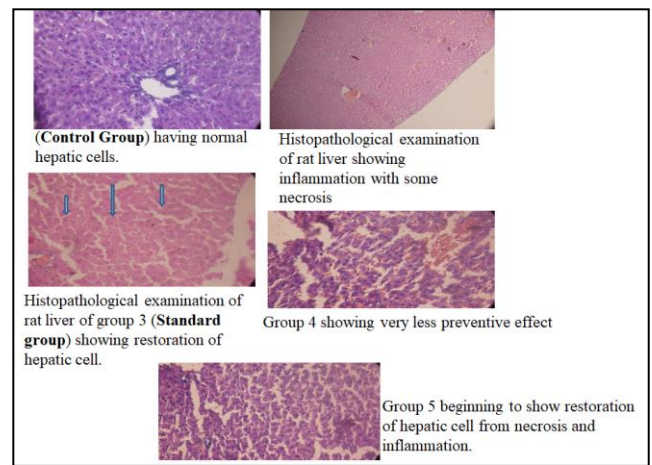 (Control Group) having normal
hepatic cells.
Histopathological examination
of rat liver showing
inflammation with some
necrosis
Histopathological examination of
rat liver of group 3 (Standard
group) showing restoration of
hepatic cell.
Group 4 showing very less preventive effect
Group 5 beginning to show restoration
of hepatic cell from necrosis and
inflammation.